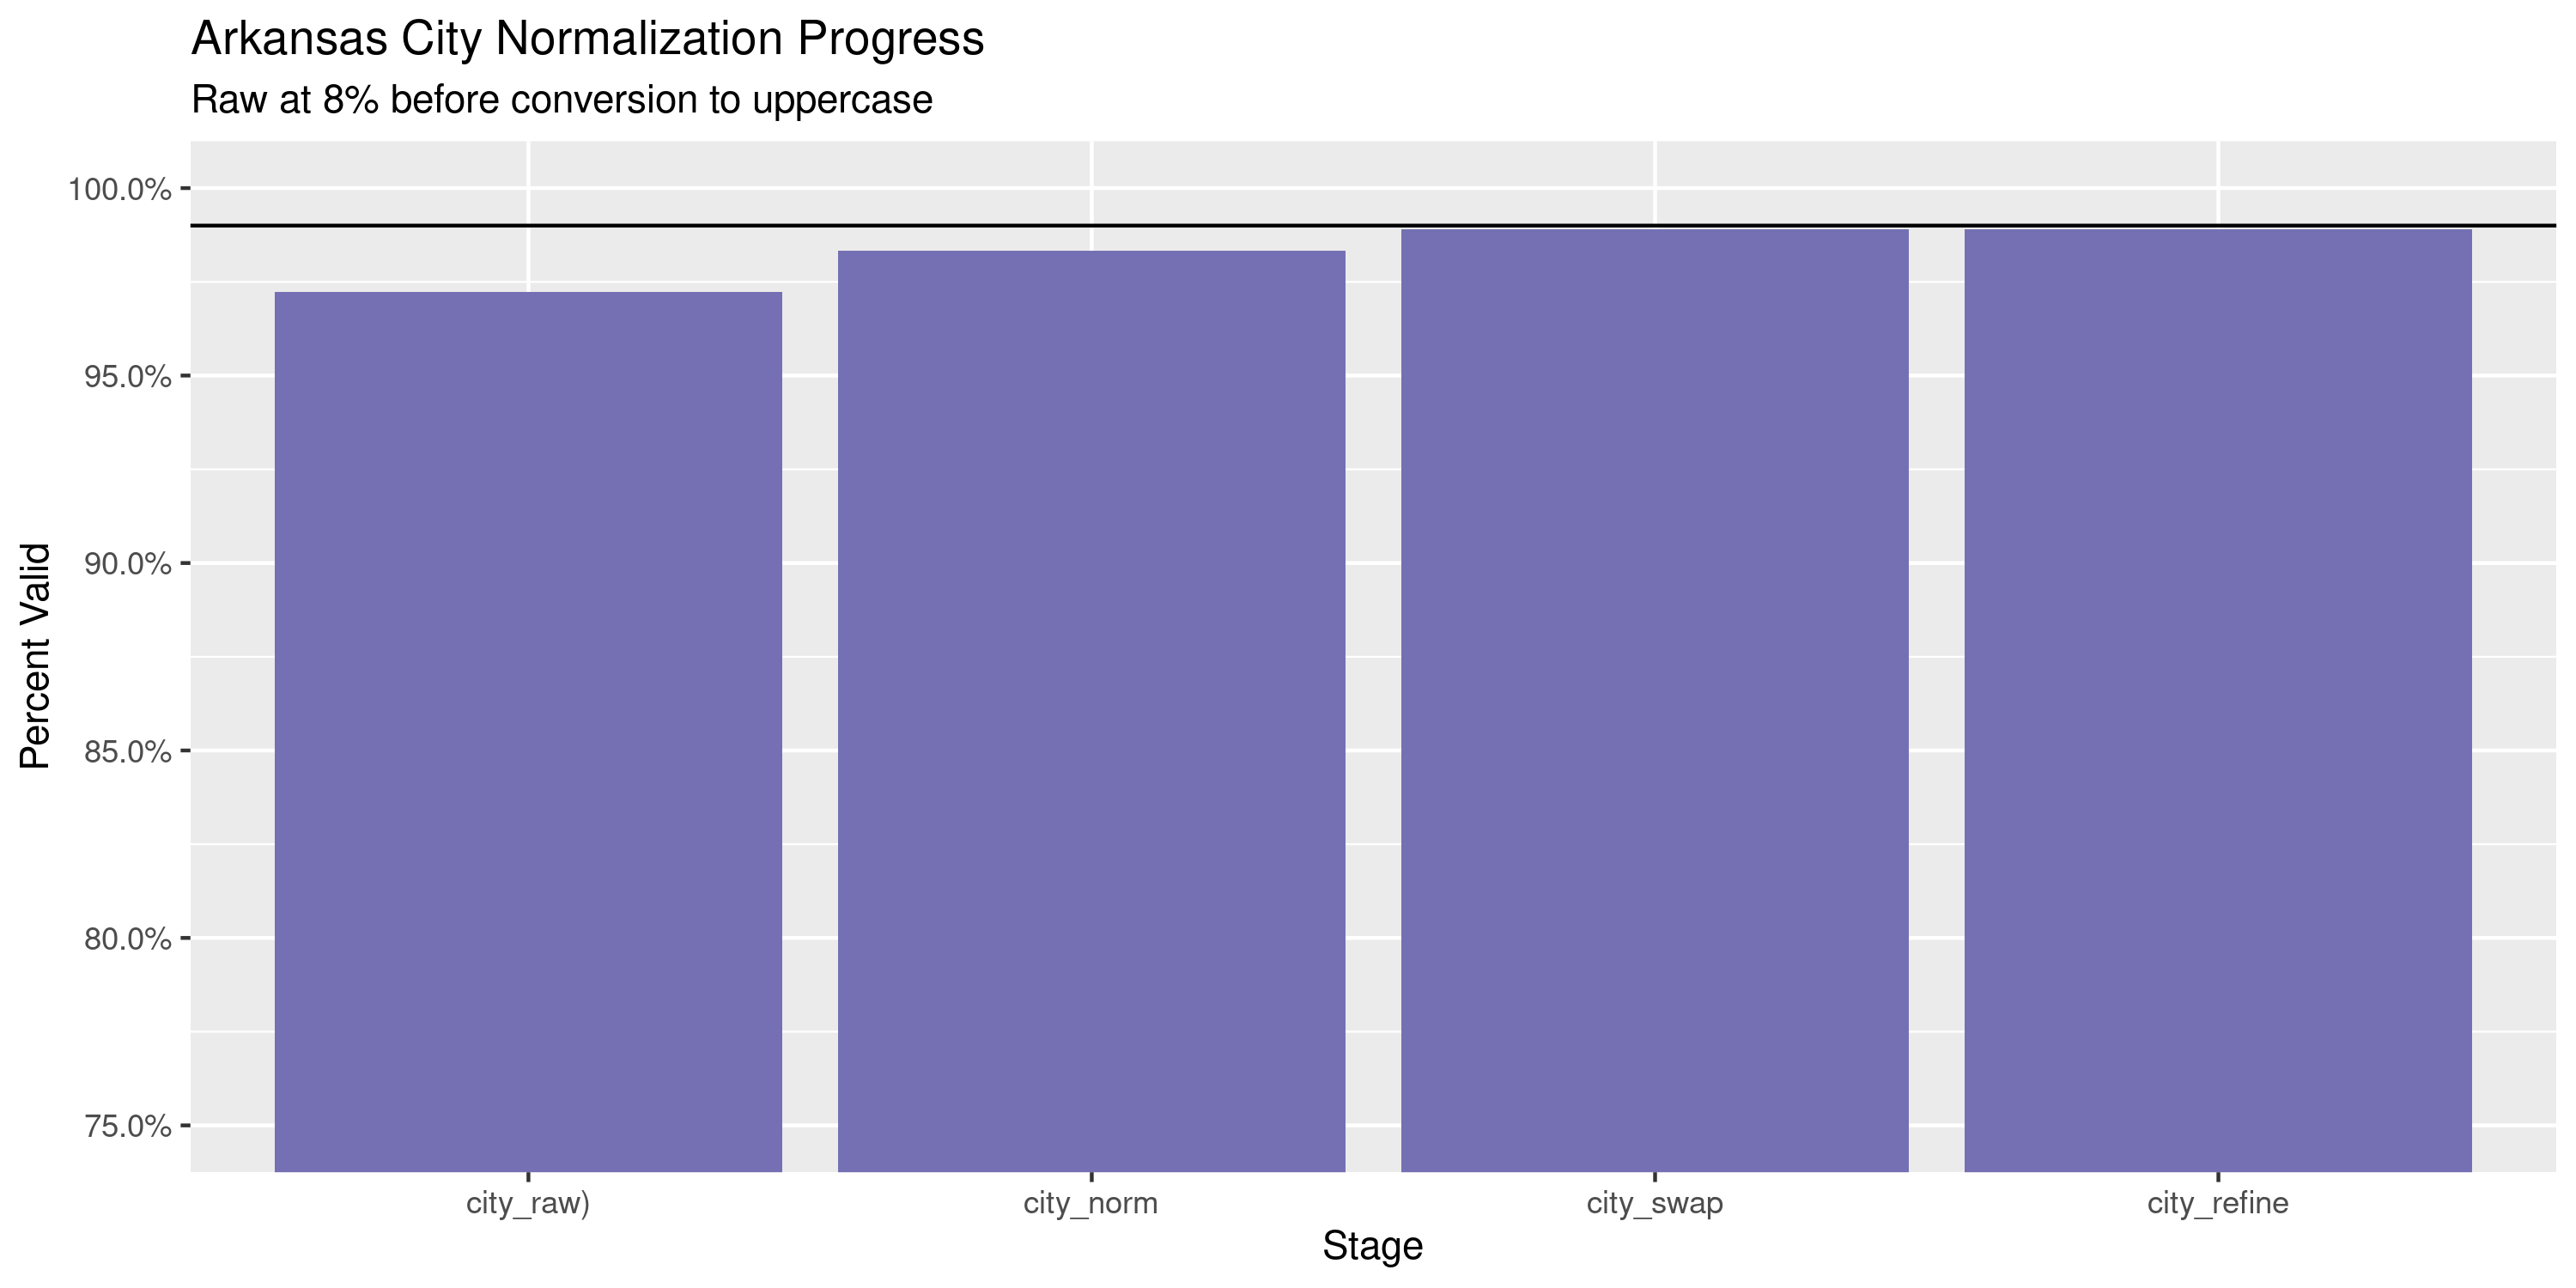 Arkansas City Normalization Progress
Raw at 8% before conversion to uppercase
100.0%
95.0%
90.0%
85.0%
80.0%
75.0%
Percent Valid
city_raw)
city_norm
city_swap
city_refine
Stage